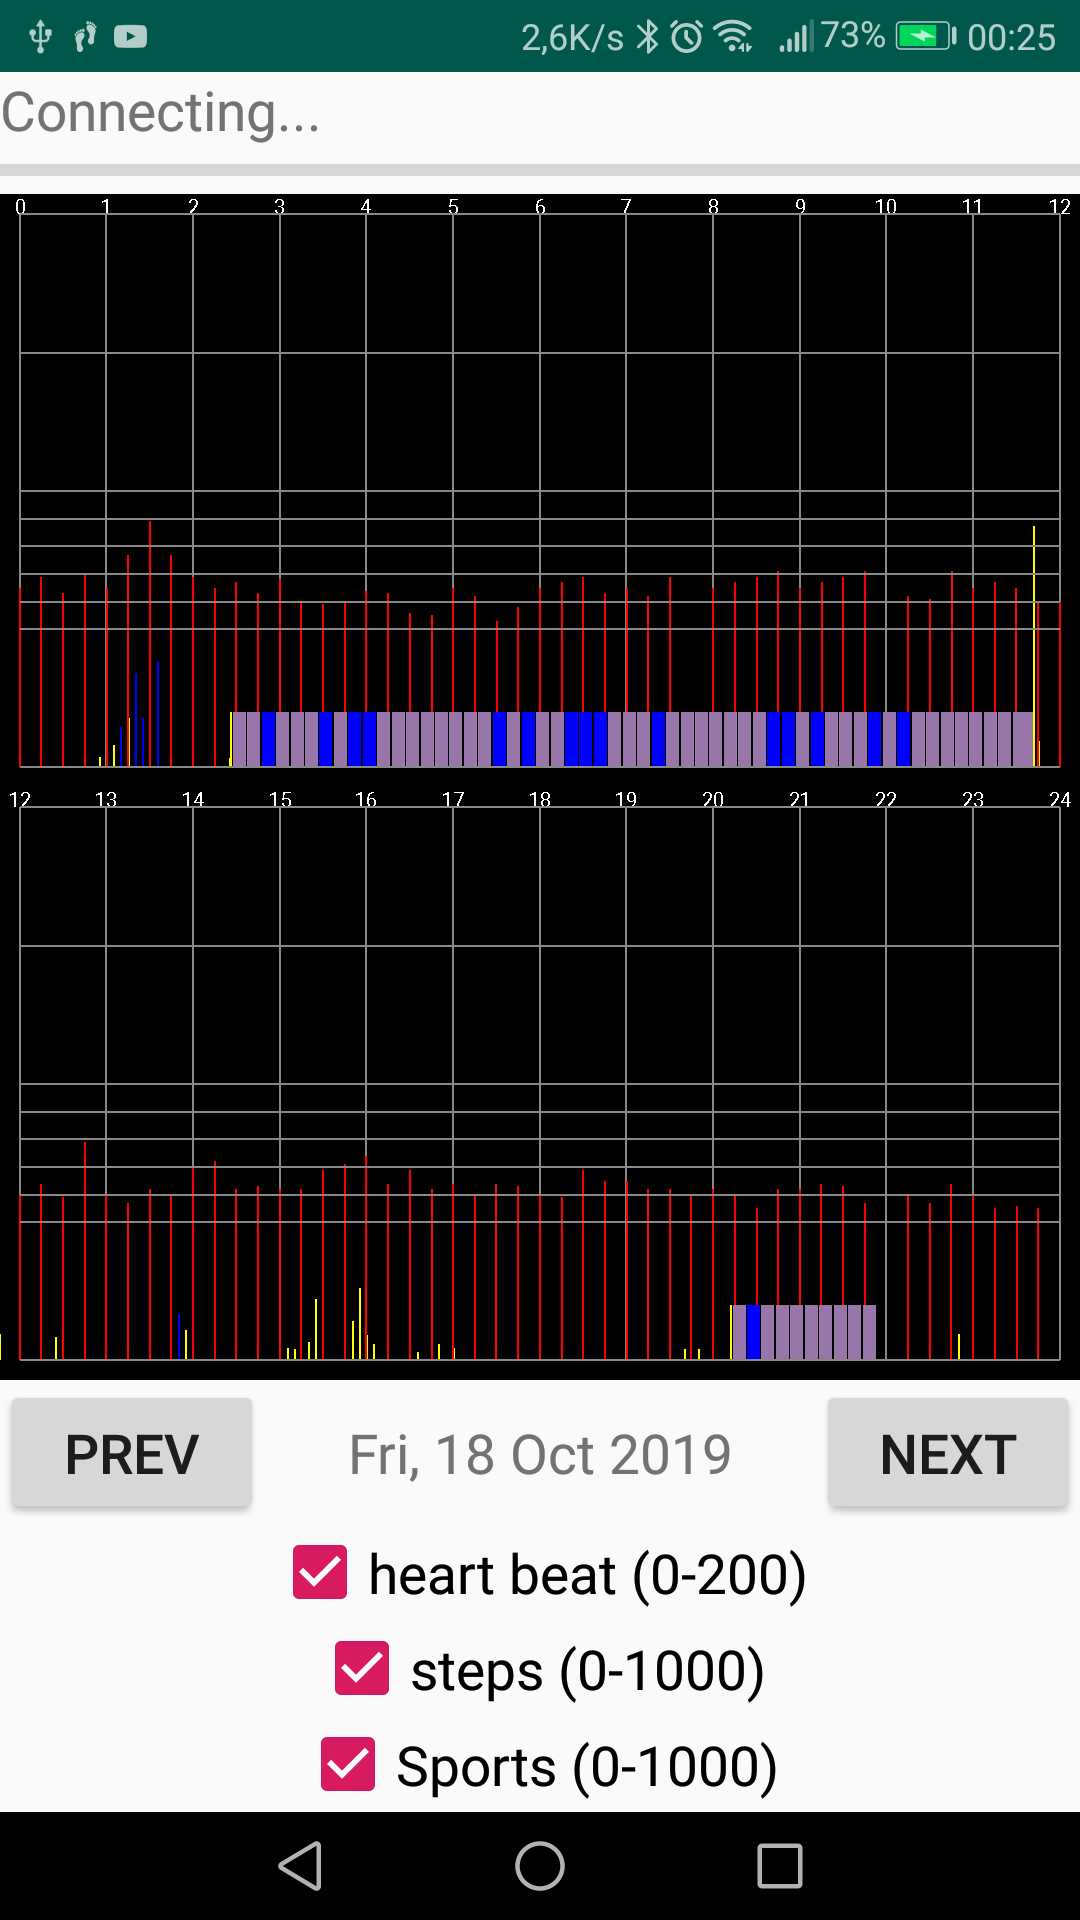 2,6K/s 73% 00:25
Connecting...
0 1 2 3 4 5 6 7 8 9 10 11 12
12 13 14 15 16 17 18 19 20 21 22 23 24
PREV Fri, 18 Oct 2019 NEXT
heart beat (0-200)
steps (0-1000)
Sports (0-1000)